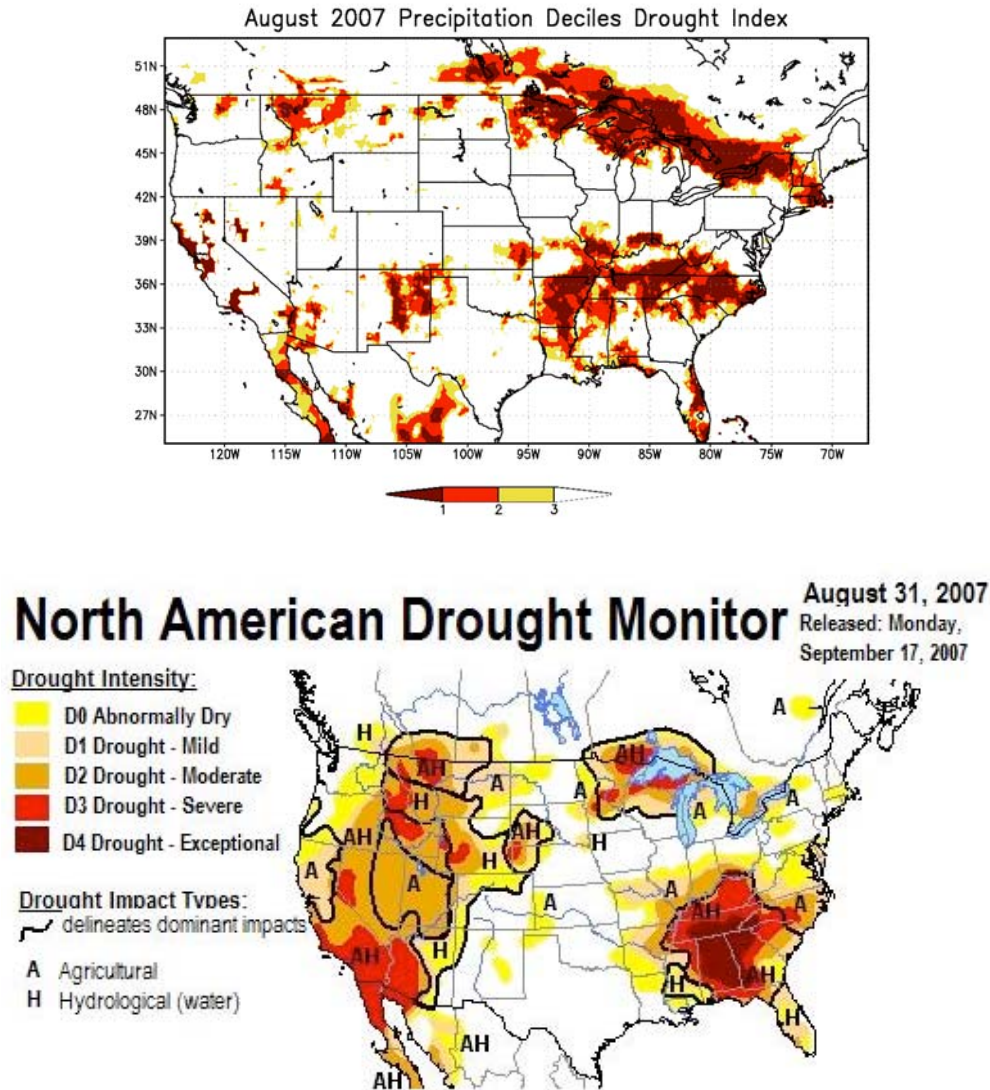 August 2007 Precipitation Deciles Drought Index
51N
48N
45N
42N
39N
36N
33N
30N
27N
120W 115W 110W 105W 100W 95W 90W 85W 80W 75W 70W
1 2 3
North American Drought Monitor
August 31, 2007
Released: Monday,
September 17, 2007
Drought Intensity:
D0 Abnormally Dry
D1 Drought - Mild
D2 Drought - Moderate
D3 Drought - Severe
D4 Drought - Exceptional
Drought Impact Types:
delineates dominant impacts
A Agricultural
H Hydrological (water)
A
H
AH
AH
A
A
A
A
H
AH
AH
H
A
A
H
A
A
AH
A
H
AH
AH
H
H
AH
AH